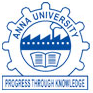 ANNA UNIVERSITY
PROGRESS THROUGH KNOWLEDGE